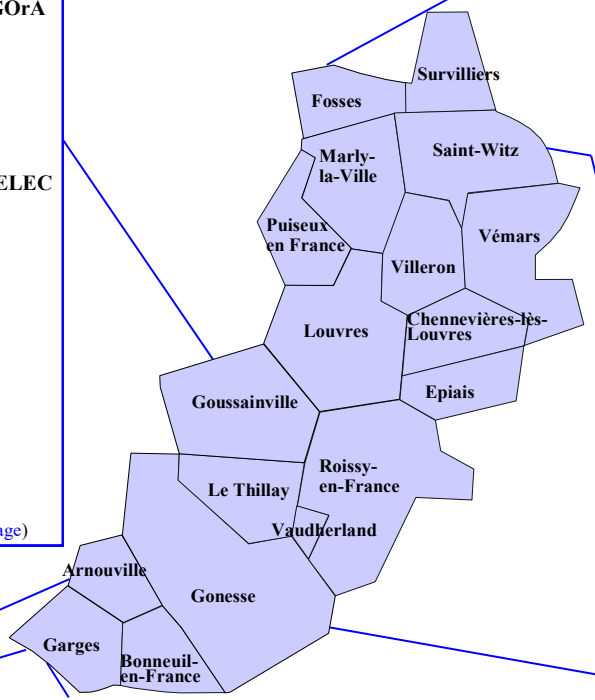 GOrA
Survilliers
Fosses
Saint-Witz
Marly-
la-Ville
ELEC
Puiseux
en France
Vémars
Villeron
Chennevières-lès-
Louvres
Louvres
Epiais
Goussainville
Roissy-
en-France
Le Thillay
Vaudherland
age)
Arnouville
Gonesse
Garges
Bonneuil-
en-France